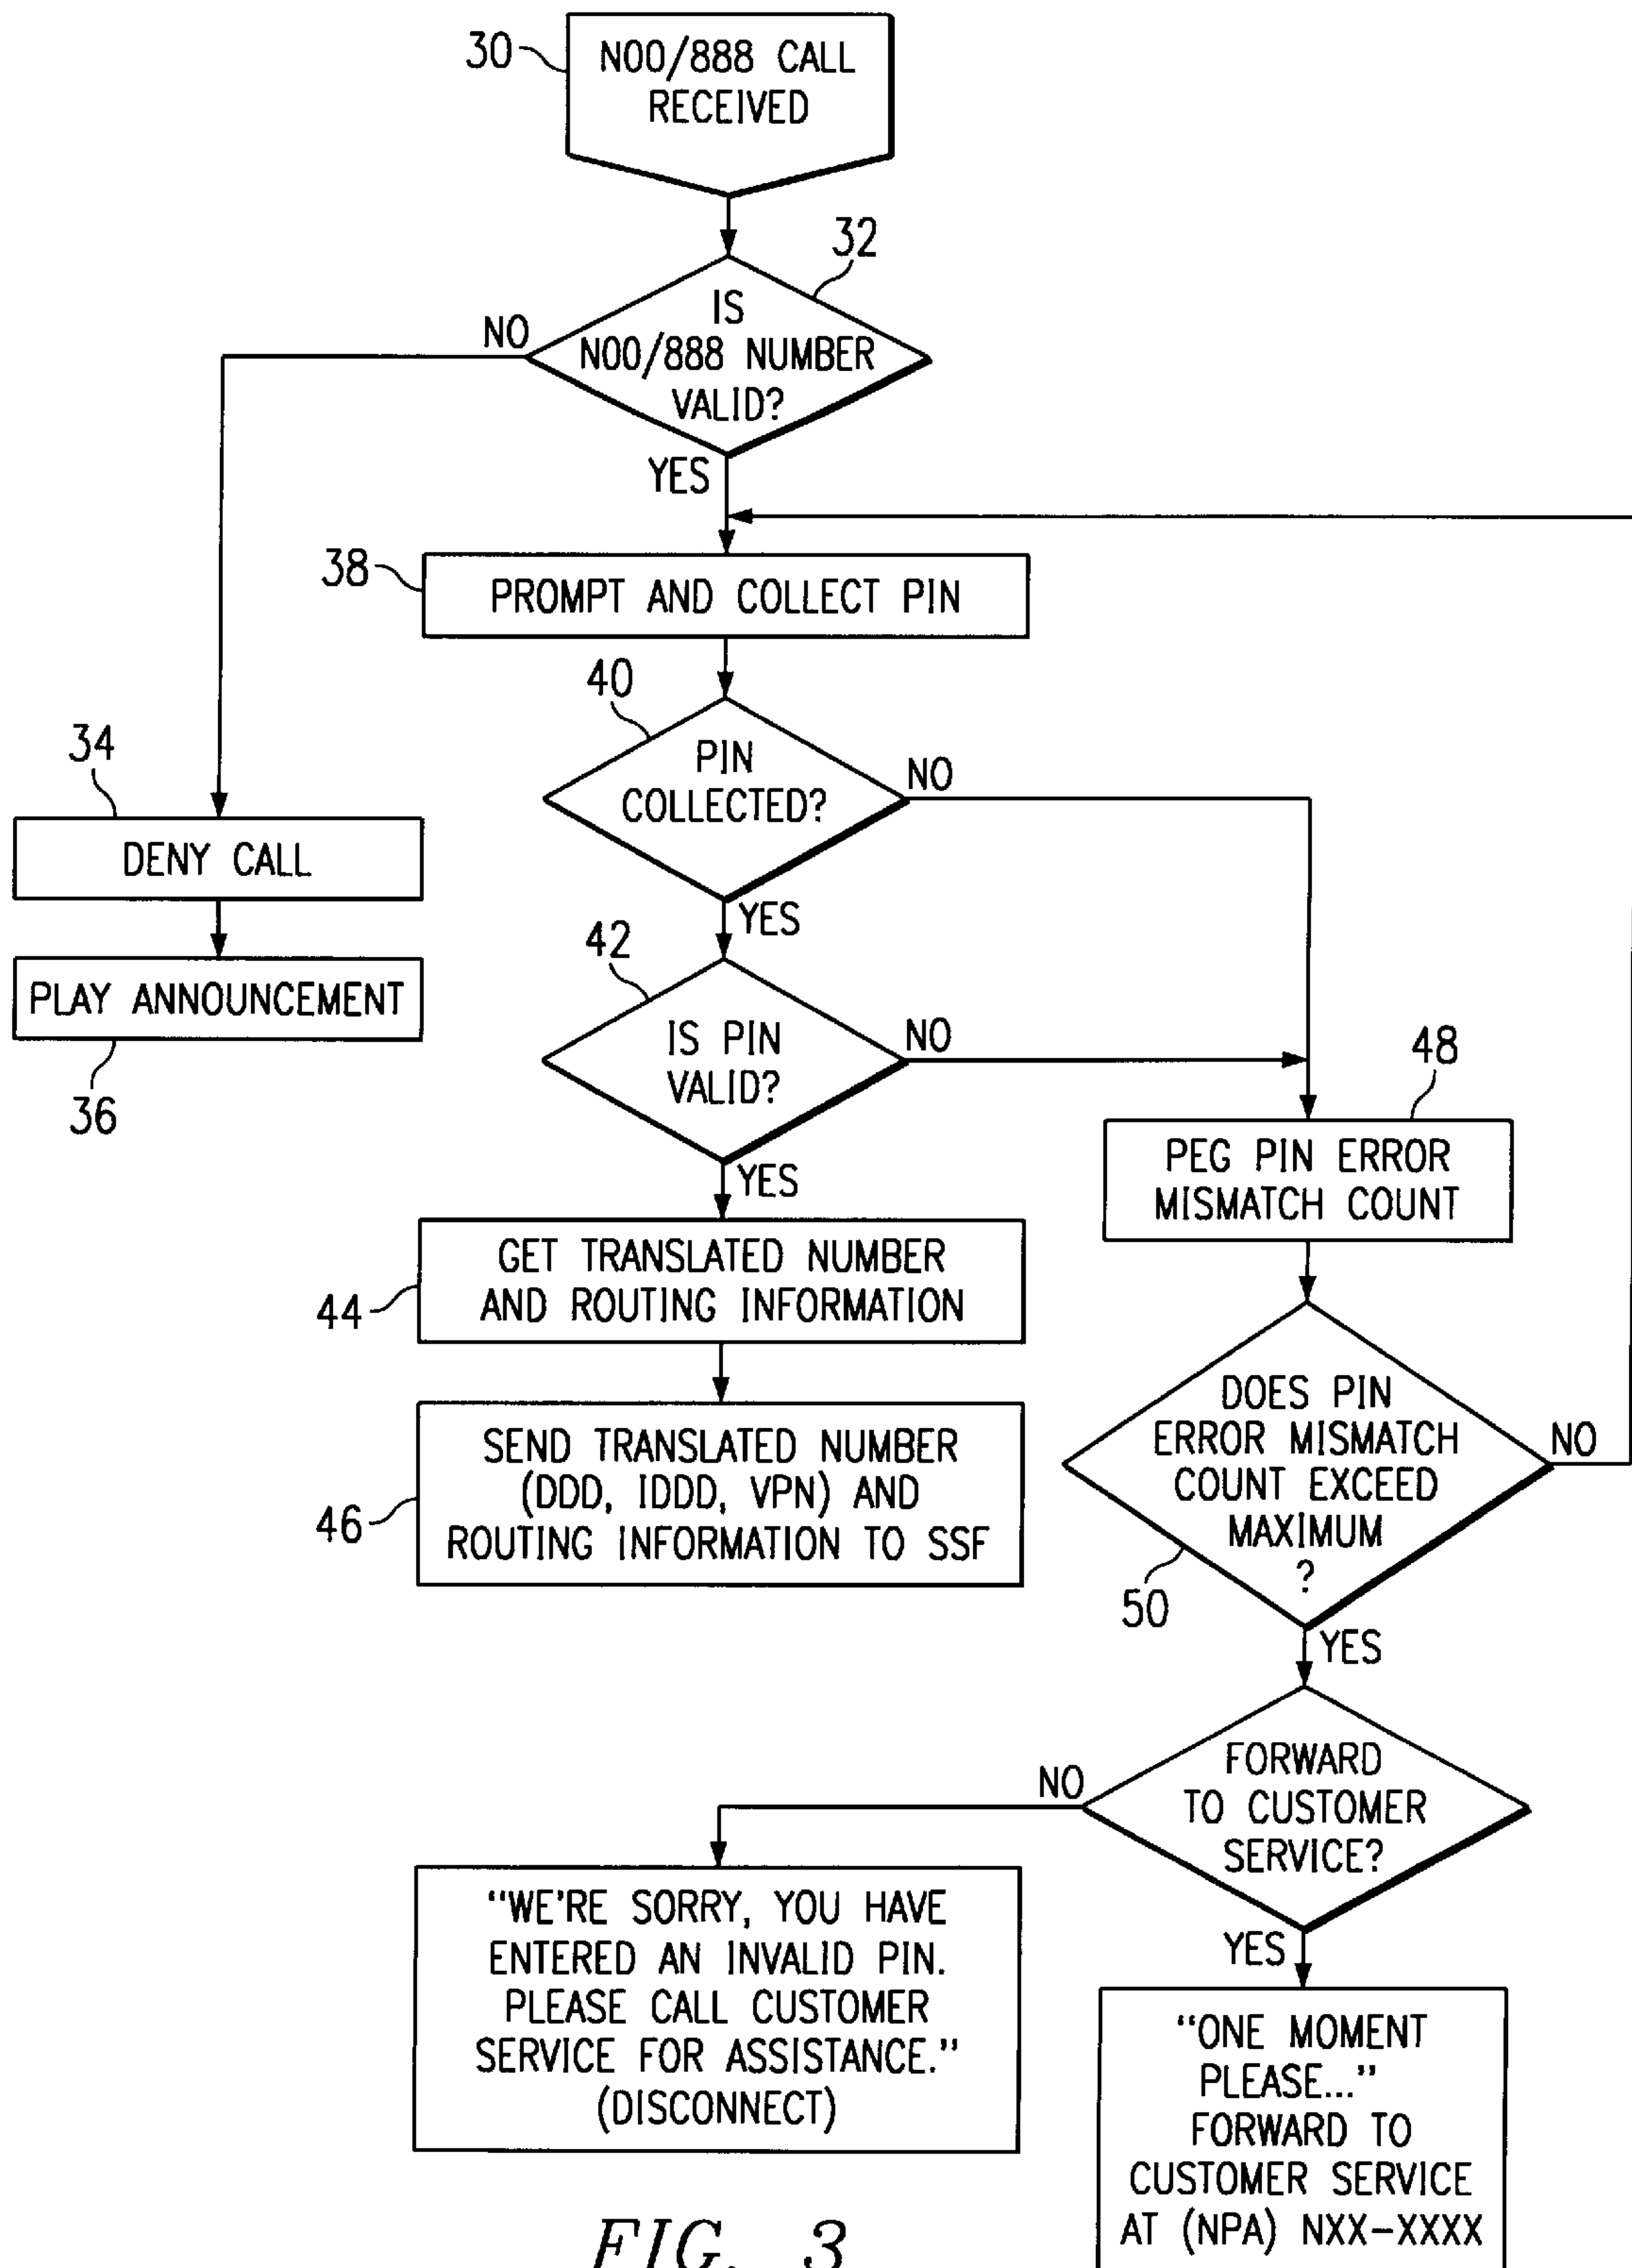 30
N00/888 CALL
RECEIVED
32
IS
N00/888 NUMBER
VALID?
NO
YES
38
PROMPT AND COLLECT PIN
40
PIN
COLLECTED?
NO
YES
34
DENY CALL
PLAY ANNOUNCEMENT
36
42
IS PIN
VALID?
NO
YES
48
PEG PIN ERROR
MISMATCH COUNT
44
GET TRANSLATED NUMBER
AND ROUTING INFORMATION
46
SEND TRANSLATED NUMBER
(DDD, IDDD, VPN) AND
ROUTING INFORMATION TO SSF
DOES PIN
ERROR MISMATCH
COUNT EXCEED
MAXIMUM
?
NO
50
YES
FORWARD
TO CUSTOMER
SERVICE?
NO
YES
"WE'RE SORRY, YOU HAVE
ENTERED AN INVALID PIN.
PLEASE CALL CUSTOMER
SERVICE FOR ASSISTANCE."
(DISCONNECT)
"ONE MOMENT
PLEASE..."
FORWARD TO
CUSTOMER SERVICE
AT (NPA) NXX-XXXX
FIG. 3